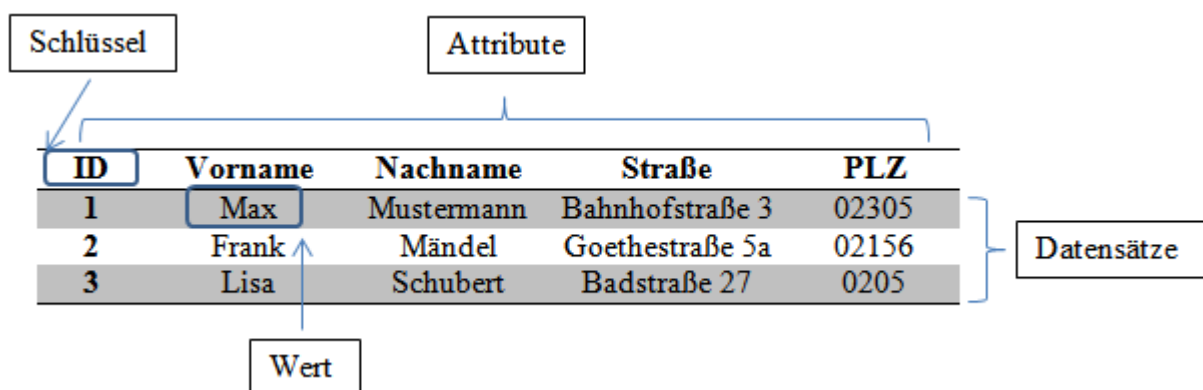 Schlüssel
Attribute
ID Vorname Nachname Straße PLZ
1 Max Mustermann Bahnhofstraße 3 02305
2 Frank Mändel Goethestraße 5a 02156
3 Lisa Schubert Badstraße 27 0205
Datensätze
Wert